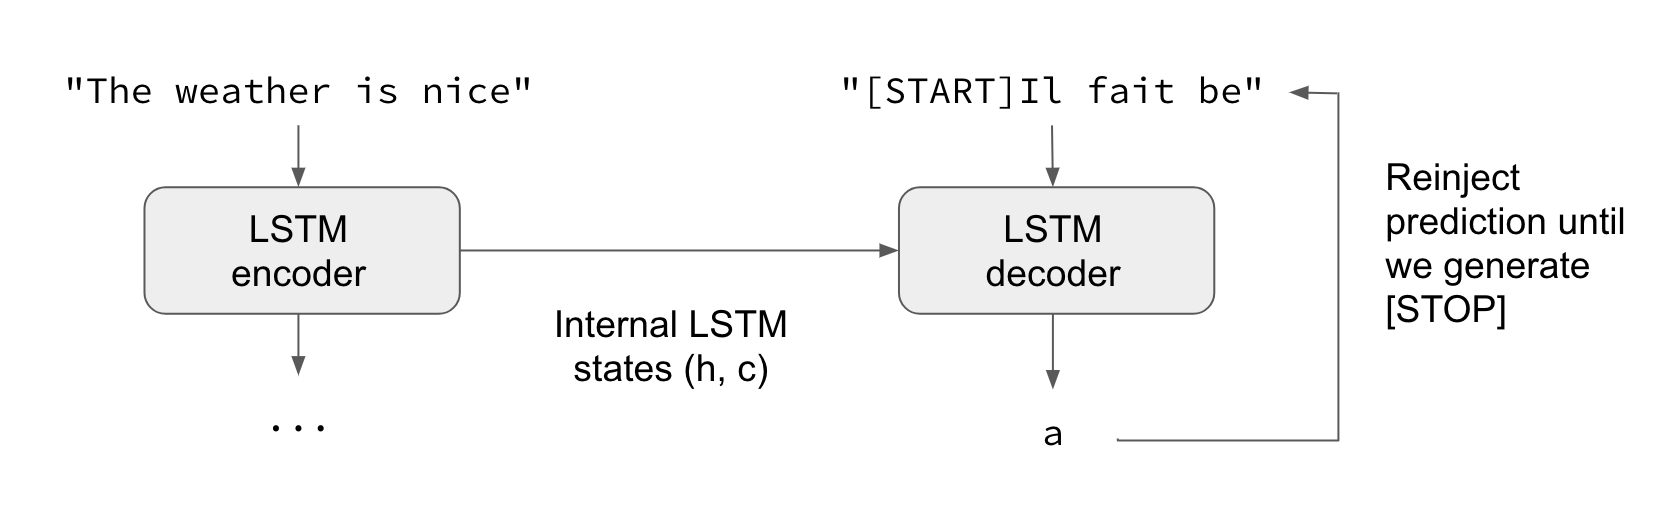 "The weather is nice"
"[START]Il fait be"
LSTM
encoder
LSTM
decoder
Reinject
prediction until
we generate
[STOP]
Internal LSTM
states (h, c)
...
a